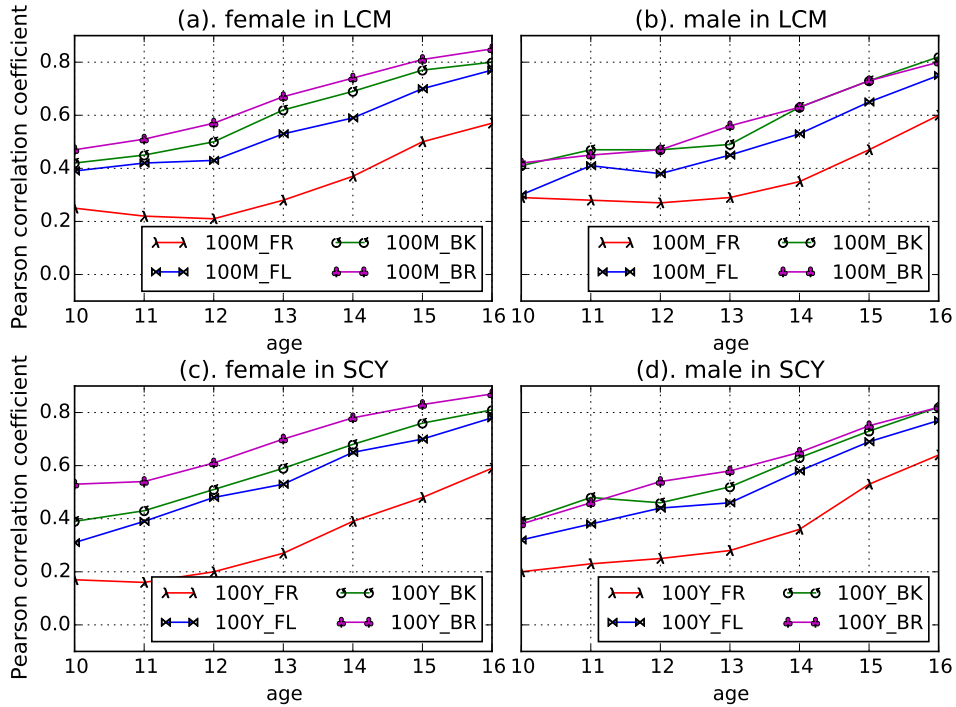 (a). female in LCM
(b). male in LCM
Pearson correlation coefficient
0.8
0.6
0.4
0.2
0.0
100M_FR 100M_BK
100M_FL 100M_BR
100M_FR 100M_BK
100M_FL 100M_BR
10 11 12 13 14 15 16
10 11 12 13 14 15 16
age
age
(c). female in SCY
(d). male in SCY
Pearson correlation coefficient
0.8
0.6
0.4
0.2
0.0
100Y_FR 100Y_BK
100Y_FL 100Y_BR
100Y_FR 100Y_BK
100Y_FL 100Y_BR
10 11 12 13 14 15 16
10 11 12 13 14 15 16
age
age